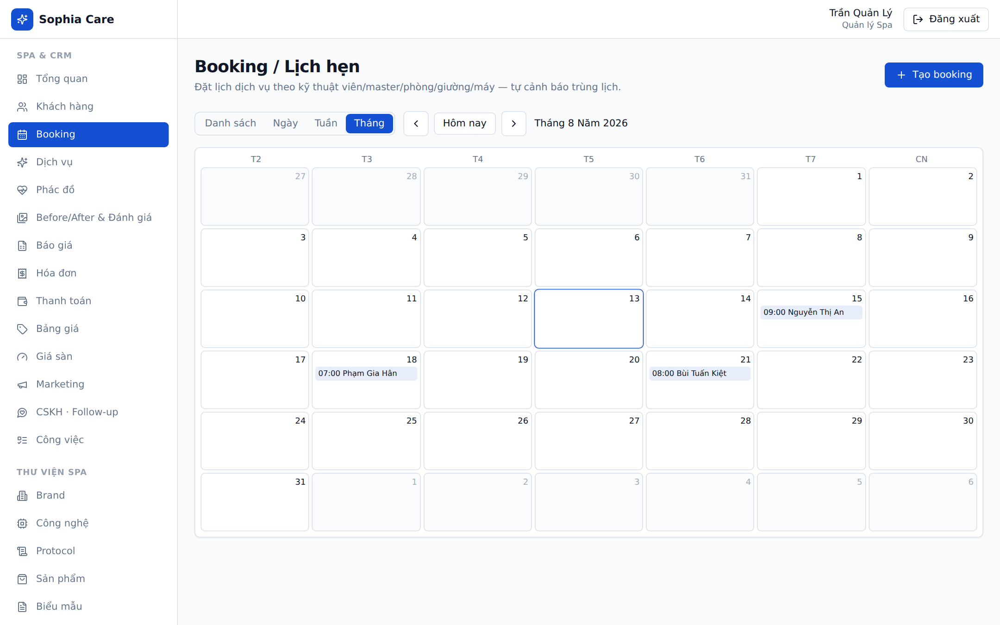 Sophia Care
Trần Quản Lý
Quản lý Spa
Đăng xuất
SPA & CRM
Tổng quan
Khách hàng
Booking
Dịch vụ
Phác đồ
Before/After & Đánh giá
Báo giá
Hóa đơn
Thanh toán
Bảng giá
Giá sàn
Marketing
CSKH · Follow-up
Công việc
THƯ VIỆN SPA
Brand
Công nghệ
Protocol
Sản phẩm
Biểu mẫu
Booking / Lịch hẹn
Đặt lịch dịch vụ theo kỹ thuật viên/master/phòng/giường/máy — tự cảnh báo trùng lịch.
Tạo booking
Danh sách Ngày Tuần Tháng Hôm nay Tháng 8 Năm 2026
T2 T3 T4 T5 T6 T7 CN
27 28 29 30 31 1 2
3 4 5 6 7 8 9
10 11 12 13 14 15 16
09:00 Nguyễn Thị An
17 18 19 20 21 22 23
07:00 Phạm Gia Hân 08:00 Bùi Tuấn Kiệt
24 25 26 27 28 29 30
31 1 2 3 4 5 6